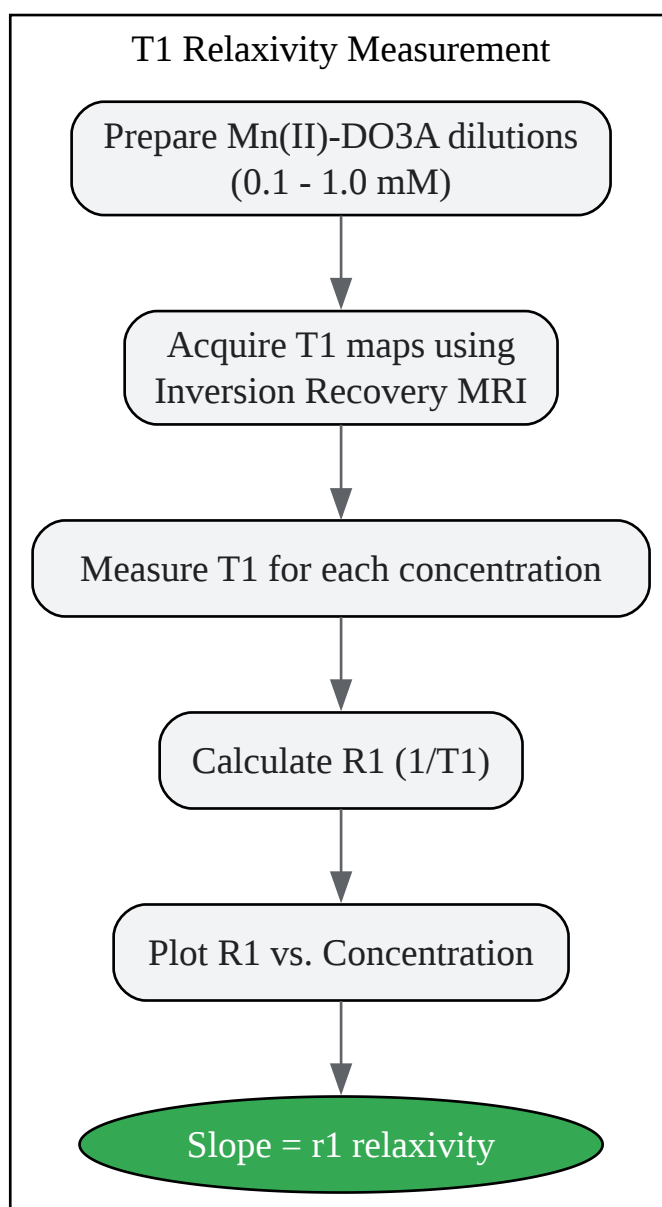 T1 Relaxivity Measurement
Prepare Mn(II)-DO3A dilutions
(0.1 - 1.0 mM)
Acquire T1 maps using
Inversion Recovery MRI
Measure T1 for each concentration
Calculate R1 (1/T1)
Plot R1 vs. Concentration
Slope = r1 relaxivity